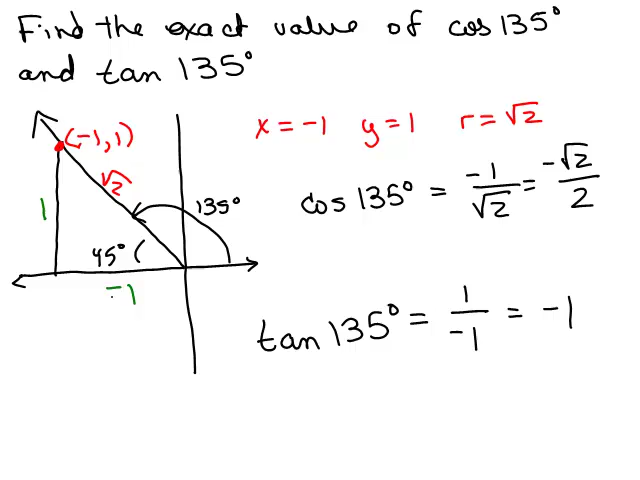 Find the exact value of cos 135°
and tan 135°
(-1, 1)
x = -1 y = 1 r = √2
√2
1
135°
45°
-1
cos 135° = -1/√2 = -√2/2
tan 135° = 1/-1 = -1